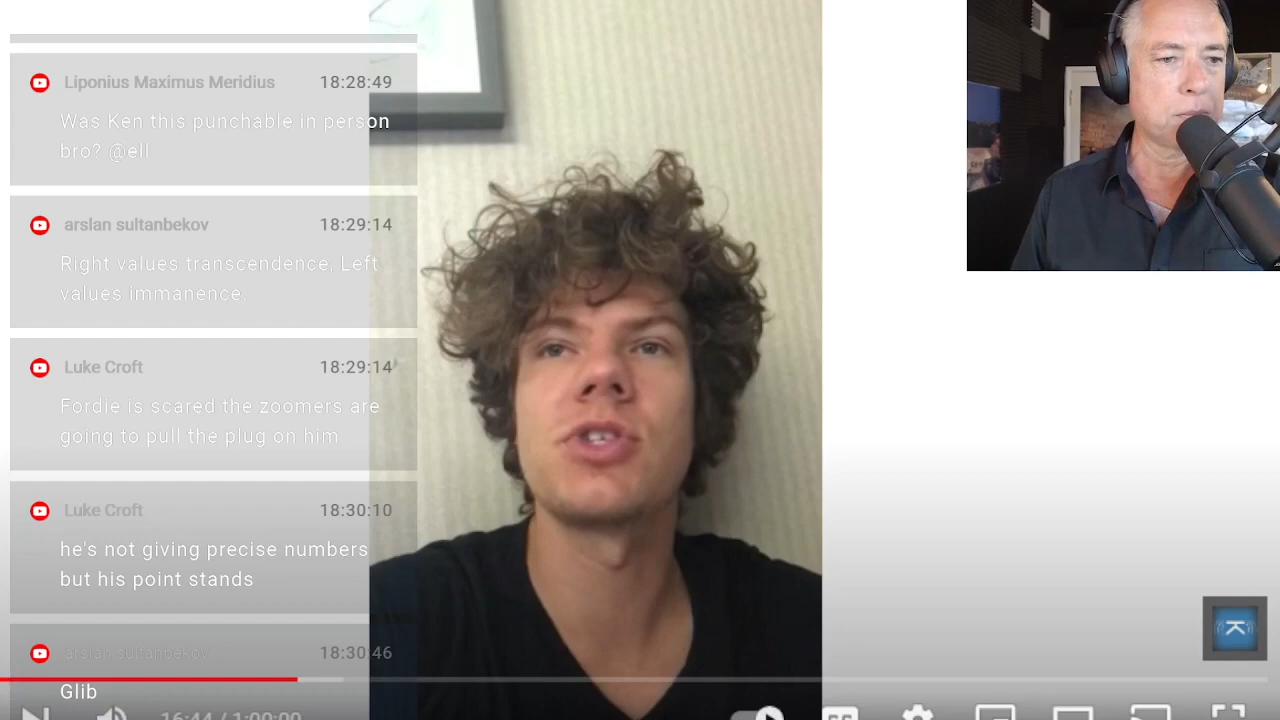 Liponius Maximus Meridius 18:28:49
Was Ken this punchable in person
bro? @ell
arslan sultanbekov 18:29:14
Right values transcendence, Left
values immanence.
Luke Croft 18:29:14
Fordie is scared the zoomers are
going to pull the plug on him
Luke Croft 18:30:10
he's not giving precise numbers
but his point stands
arslan sultanbekov 18:30:46
Glib
16:44 / 1:00:00
CC
K